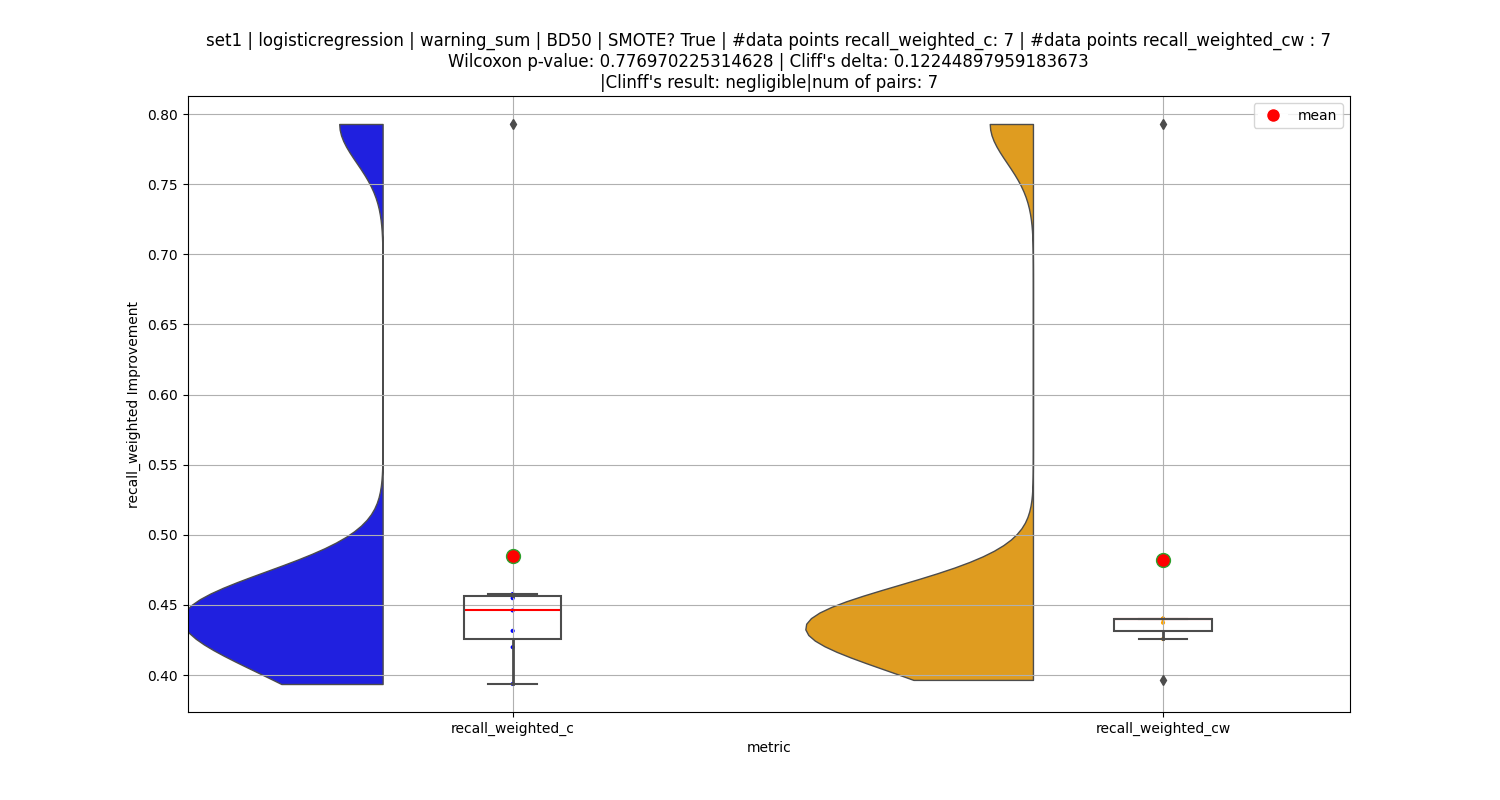 set1 | logisticregression | warning_sum | BD50 | SMOTE? True | #data points recall_weighted_c: 7 | #data points recall_weighted_cw : 7
Wilcoxon p-value: 0.776970225314628 | Cliff's delta: 0.12244897959183673
|Clinff's result: negligible|num of pairs: 7
mean
recall_weighted Improvement
0.80
0.75
0.70
0.65
0.60
0.55
0.50
0.45
0.40
recall_weighted_c
recall_weighted_cw
metric